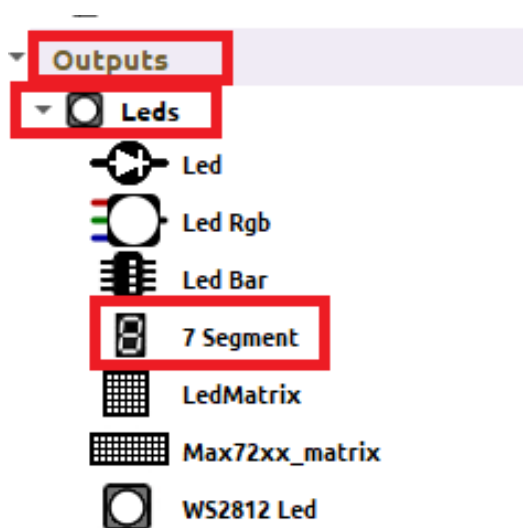 Outputs
Leds
Led
Led Rgb
Led Bar
7 Segment
LedMatrix
Max72xx_matrix
WS2812 Led